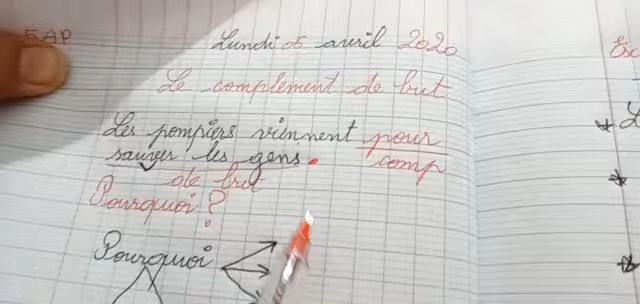 5AP
Lundi 06 avril 2020
Le complément de but
Les pompiers viennent pour
sauver les gens. comp
de but
Pourquoi?
Pourquoi
Ex
L